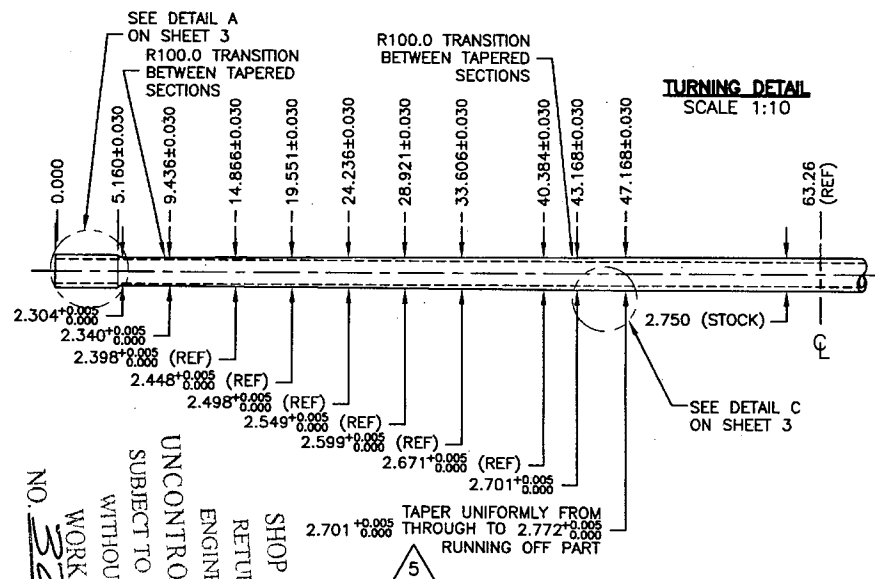 SEE DETAIL A
ON SHEET 3
R100.0 TRANSITION
BETWEEN TAPERED
SECTIONS
R100.0 TRANSITION
BETWEEN TAPERED
SECTIONS
TURNING DETAIL
SCALE 1:10
0.000
5.160±0.030
9.436±0.030
14.866±0.030
19.551±0.030
24.236±0.030
28.921±0.030
33.606±0.030
40.384±0.030
43.168±0.030
47.168±0.030
63.26
(REF)
2.304+0.005 0.000
2.340+0.005 0.000
2.398+0.005 0.000 (REF)
2.448+0.005 0.000 (REF)
2.498+0.005 0.000 (REF)
2.549+0.005 0.000 (REF)
2.599+0.005 0.000 (REF)
2.671+0.005 0.000 (REF)
2.701+0.005 0.000
2.750 (STOCK)
℄
SEE DETAIL C
ON SHEET 3
TAPER UNIFORMLY FROM
2.701 +0.005 0.000 THROUGH TO 2.772+0.005 0.000
RUNNING OFF PART
5
SHOP
RETU
ENGIN
UNCONTRO
SUBJECT TO
WITHOU
WORK
NO.